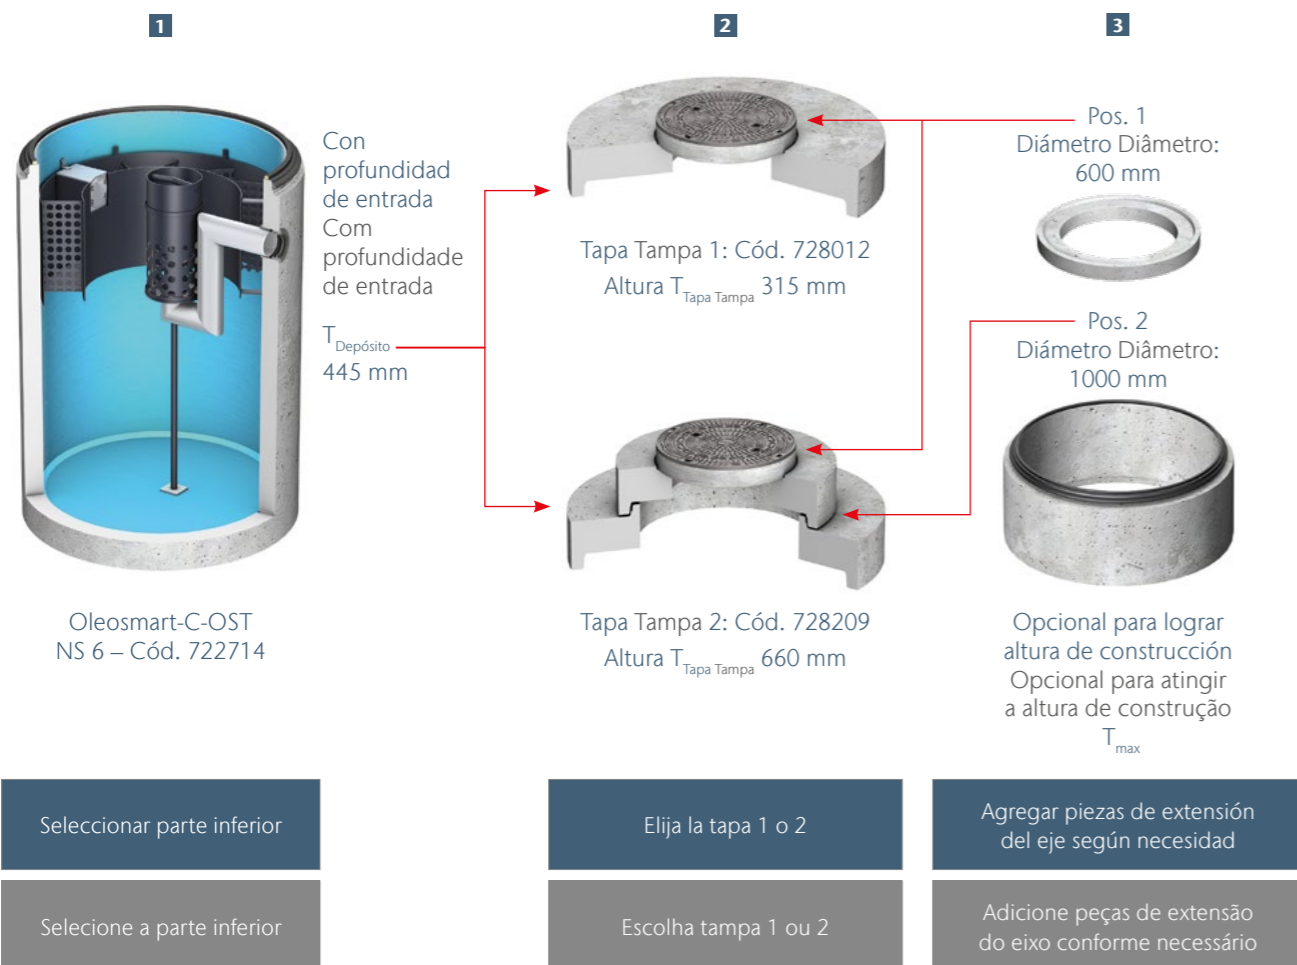 1
Con
profundidad
de entrada
Com
profundidade
de entrada
T Depósito
445 mm
Oleosmart-C-OST
NS 6 – Cód. 722714
2
Tapa Tampa 1: Cód. 728012
Altura T Tapa Tampa 315 mm
Tapa Tampa 2: Cód. 728209
Altura T Tapa Tampa 660 mm
3
Pos. 1
Diámetro Diâmetro:
600 mm
Pos. 2
Diámetro Diâmetro:
1000 mm
Opcional para lograr
altura de construcción
Opcional para atingir
a altura de construção
T max
Seleccionar parte inferior
Elija la tapa 1 o 2
Agregar piezas de extensión
del eje según necesidad
Selecione a parte inferior
Escolha tampa 1 ou 2
Adicione peças de extensão
do eixo conforme necessário